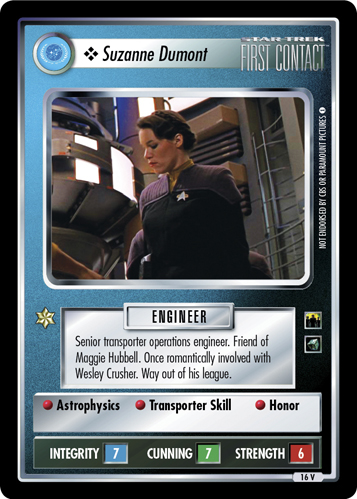 ❖ Suzanne Dumont
STAR TREK
FIRST CONTACT
NOT ENDORSED BY CBS OR PARAMOUNT PICTURES
ENGINEER
Senior transporter operations engineer. Friend of
Maggie Hubbell. Once romantically involved with
Wesley Crusher. Way out of his league.
• Astrophysics • Transporter Skill • Honor
INTEGRITY 7 CUNNING 7 STRENGTH 6
16 V